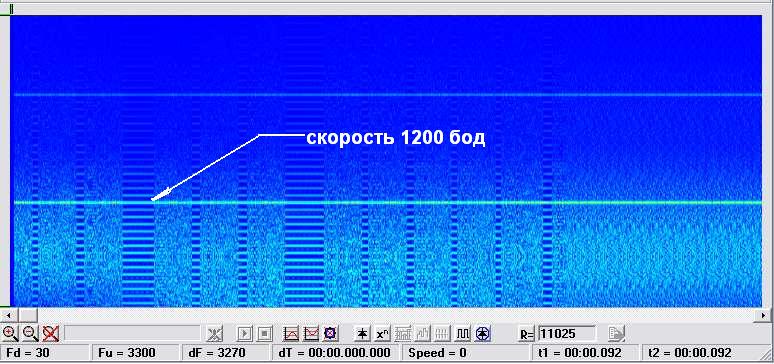 скорость 1200 бод
xⁿ
R=
11025
Fd = 30
Fu = 3300
dF = 3270
dT = 00:00.000.000
Speed = 0
t1 = 00:00.092
t2 = 00:00.092